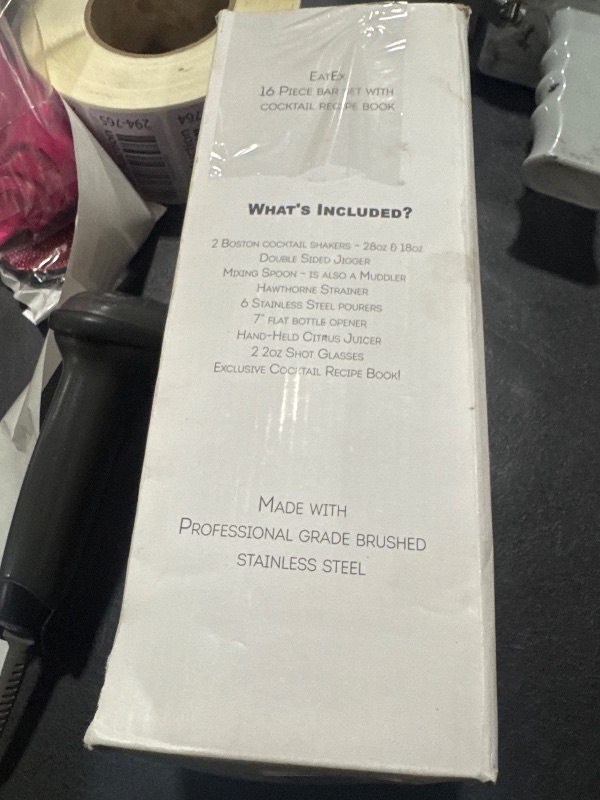 EatEx
16 Piece bar set with
cocktail recipe book
What's Included?
2 Boston cocktail shakers - 28oz & 18oz
Double Sided Jigger
Mixing Spoon - is also a Muddler
Hawthorne Strainer
6 Stainless Steel pourers
7" flat bottle opener
Hand-Held Citrus Juicer
2 2oz Shot Glasses
Exclusive Cocktail Recipe Book!
Made with
Professional grade brushed
stainless steel
294-765